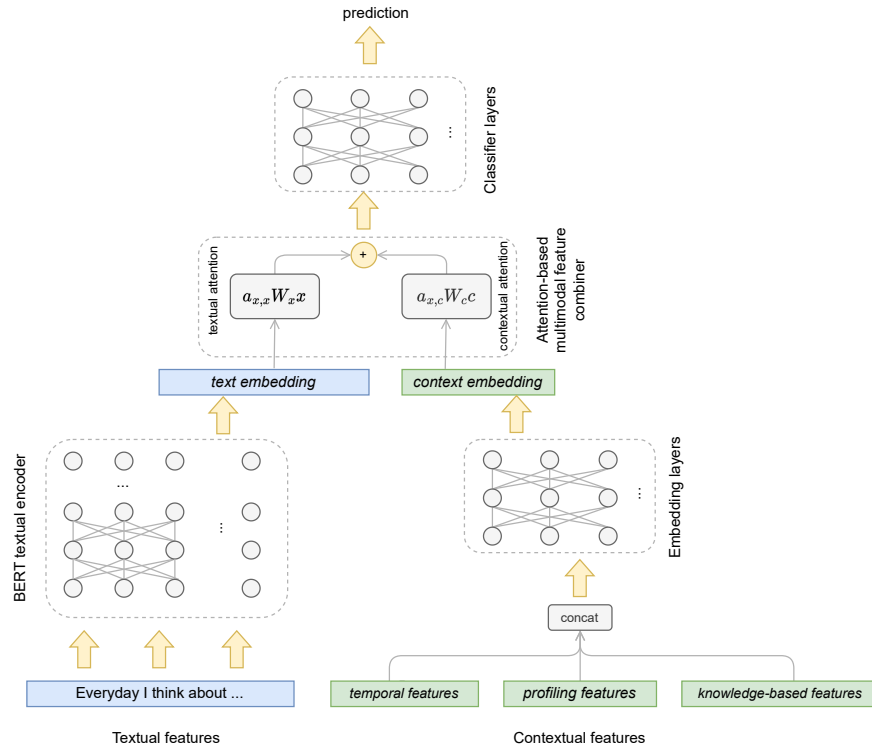 prediction
Classifier layers
...
+
textual attention
a_{x,x}W_x x
a_{x,c}W_c c
contextual attention
Attention-based
multimodal feature
combiner
text embedding
context embedding
BERT textual encoder
...
...
Embedding layers
...
concat
Everyday I think about ...
temporal features
profiling features
knowledge-based features
Textual features
Contextual features